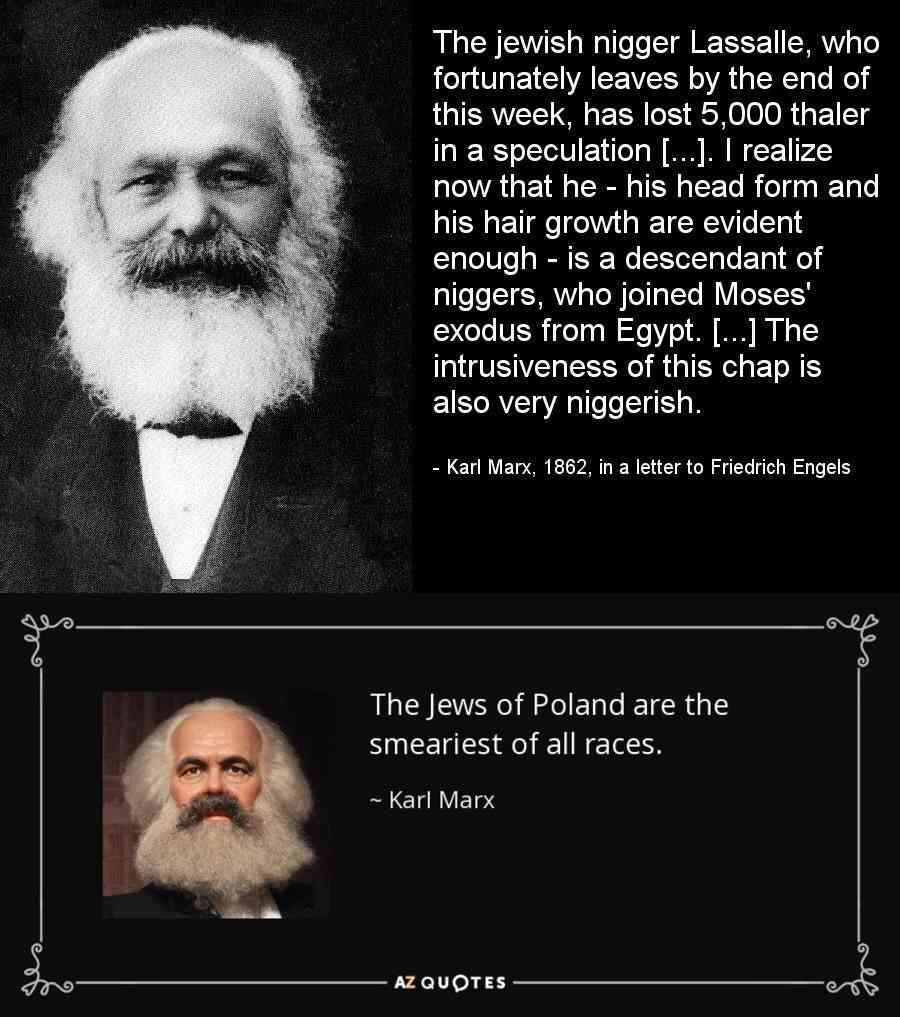 The jewish nigger Lassalle, who
fortunately leaves by the end of
this week, has lost 5,000 thaler
in a speculation [...]. I realize
now that he - his head form and
his hair growth are evident
enough - is a descendant of
niggers, who joined Moses'
exodus from Egypt. [...] The
intrusiveness of this chap is
also very niggerish.
- Karl Marx, 1862, in a letter to Friedrich Engels
The Jews of Poland are the
smeariest of all races.
~ Karl Marx
AZ QUOTES